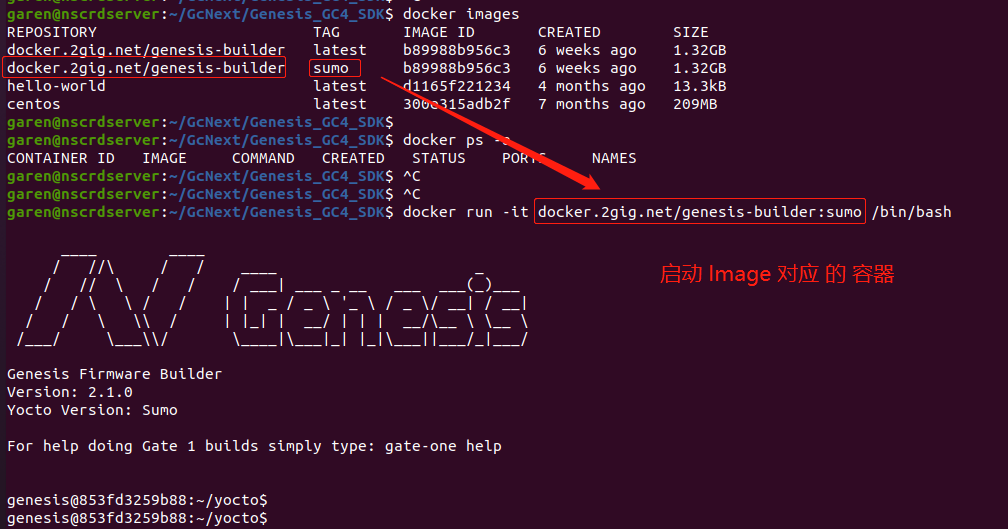 garen@nscrdserver:~/GcNext/Genesis_GC4_SDK$ docker images
REPOSITORY TAG IMAGE ID CREATED SIZE
docker.2gig.net/genesis-builder latest b89988b956c3 6 weeks ago 1.32GB
docker.2gig.net/genesis-builder sumo b89988b956c3 6 weeks ago 1.32GB
hello-world latest d1165f221234 4 months ago 13.3kB
centos latest 300e315adb2f 7 months ago 209MB
garen@nscrdserver:~/GcNext/Genesis_GC4_SDK$
garen@nscrdserver:~/GcNext/Genesis_GC4_SDK$ docker ps -a
CONTAINER ID IMAGE COMMAND CREATED STATUS PORTS NAMES
garen@nscrdserver:~/GcNext/Genesis_GC4_SDK$ ^C
garen@nscrdserver:~/GcNext/Genesis_GC4_SDK$ ^C
garen@nscrdserver:~/GcNext/Genesis_GC4_SDK$ docker run -it docker.2gig.net/genesis-builder:sumo /bin/bash
启动 Image 对应 的 容器
N Genesis
Genesis Firmware Builder
Version: 2.1.0
Yocto Version: Sumo
For help doing Gate 1 builds simply type: gate-one help
genesis@853fd3259b88:~/yocto$
genesis@853fd3259b88:~/yocto$